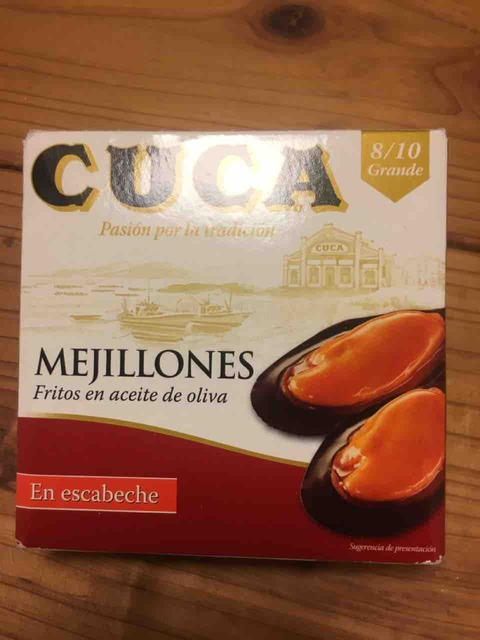 CUCA
8/10
Grande
Pasión por la tradición
CUCA
MEJILLONES
Fritos en aceite de oliva
En escabeche
Sugerencia de presentación